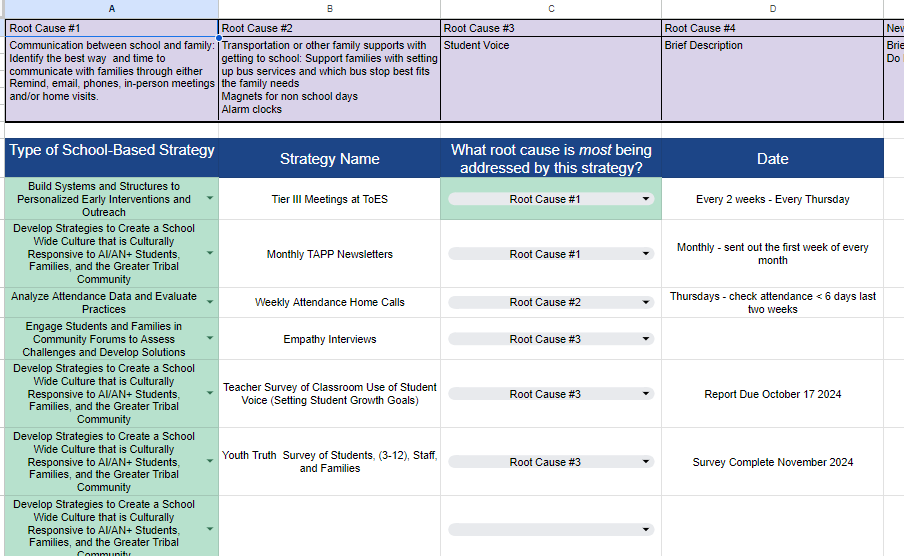 A B C D
Root Cause #1 Root Cause #2 Root Cause #3 Root Cause #4 New
Communication between school and family: Transportation or other family supports with Student Voice Brief Description Brie
Identify the best way and time to getting to school: Support families with setting Do
communicate with families through either up bus services and which bus stop best fits
Remind, email, phones, in-person meetings the family needs
and/or home visits. Magnets for non school days
Alarm clocks
Type of School-Based Strategy Strategy Name What root cause is most being Date
addressed by this strategy?
Build Systems and Structures to
Personalized Early Interventions and Tier III Meetings at ToES Root Cause #1 Every 2 weeks - Every Thursday
Outreach
Develop Strategies to Create a School
Wide Culture that is Culturally Monthly - sent out the first week of every
Responsive to AI/AN+ Students, Monthly TAPP Newsletters Root Cause #1 month
Families, and the Greater Tribal
Community
Analyze Attendance Data and Evaluate Weekly Attendance Home Calls Root Cause #2 Thursdays - check attendance < 6 days last
Practices two weeks
Engage Students and Families in
Community Forums to Assess Empathy Interviews Root Cause #3
Challenges and Develop Solutions
Develop Strategies to Create a School
Wide Culture that is Culturally Teacher Survey of Classroom Use of Student
Responsive to AI/AN+ Students, Voice (Setting Student Growth Goals) Root Cause #3 Report Due October 17 2024
Families, and the Greater Tribal
Community
Develop Strategies to Create a School
Wide Culture that is Culturally Youth Truth Survey of Students, (3-12), Staff,
Responsive to AI/AN+ Students, and Families Root Cause #3 Survey Complete November 2024
Families, and the Greater Tribal
Community
Develop Strategies to Create a School
Wide Culture that is Culturally
Responsive to AI/AN+ Students,
Families, and the Greater Tribal
Community